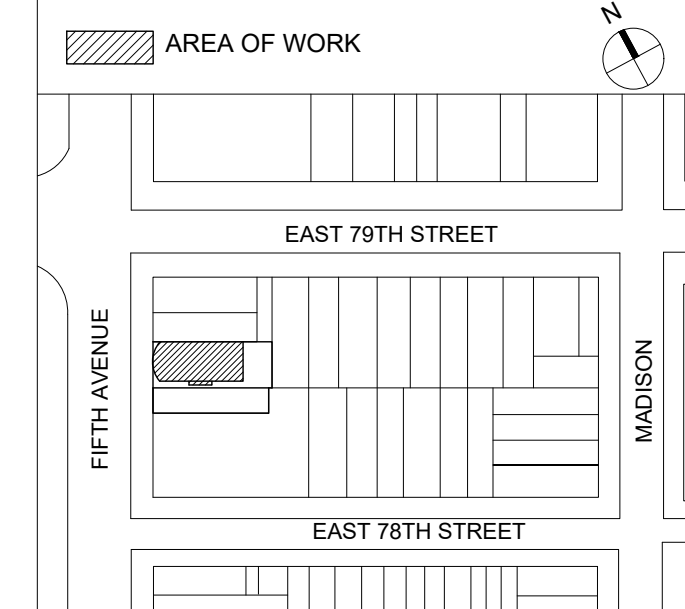 N
AREA OF WORK
EAST 79TH STREET
FIFTH AVENUE
MADISON
EAST 78TH STREET